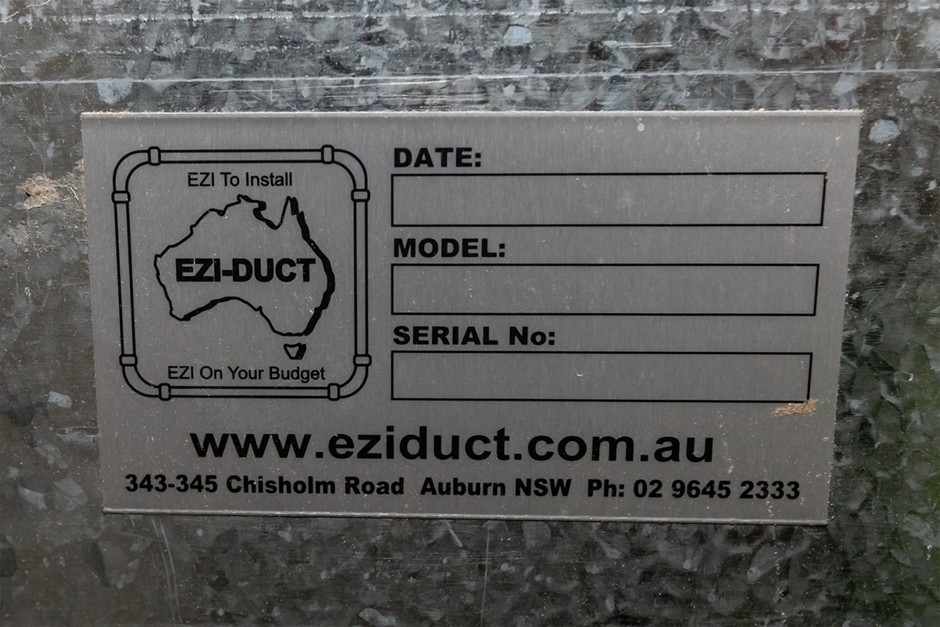 EZI To Install
EZI-DUCT
EZI On Your Budget
DATE:
MODEL:
SERIAL No:
www.eziduct.com.au
343-345 Chisholm Road Auburn NSW Ph: 02 9645 2333